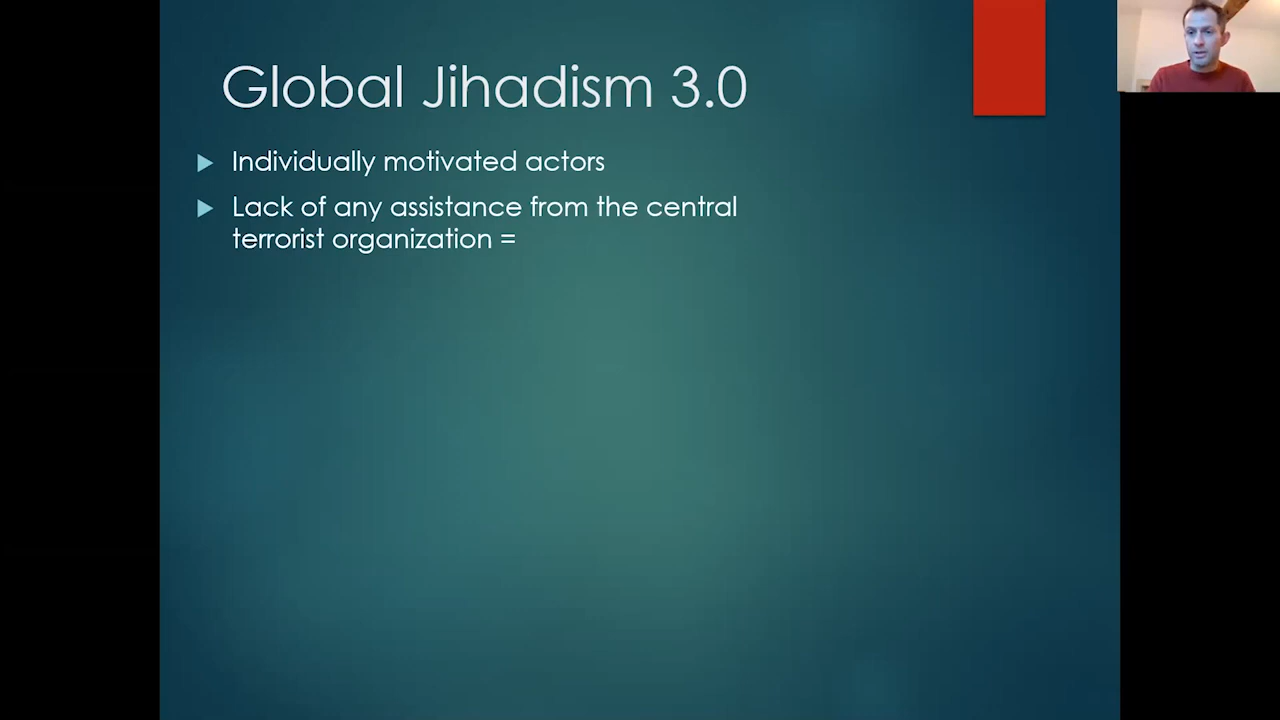 Global Jihadism 3.0
Individually motivated actors
Lack of any assistance from the central
terrorist organization =